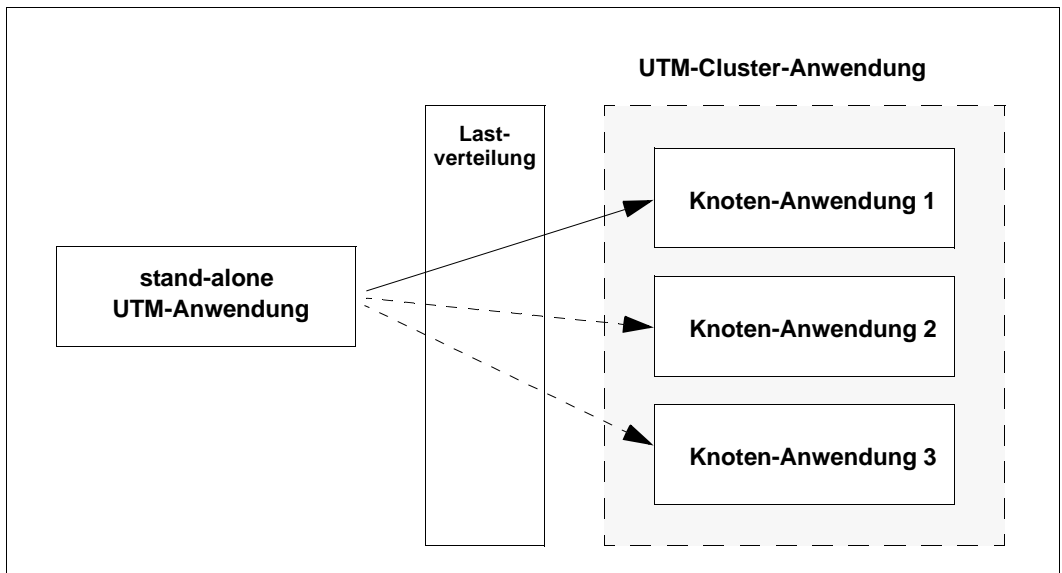 UTM-Cluster-Anwendung
Last-
verteilung
Knoten-Anwendung 1
stand-alone
UTM-Anwendung
Knoten-Anwendung 2
Knoten-Anwendung 3